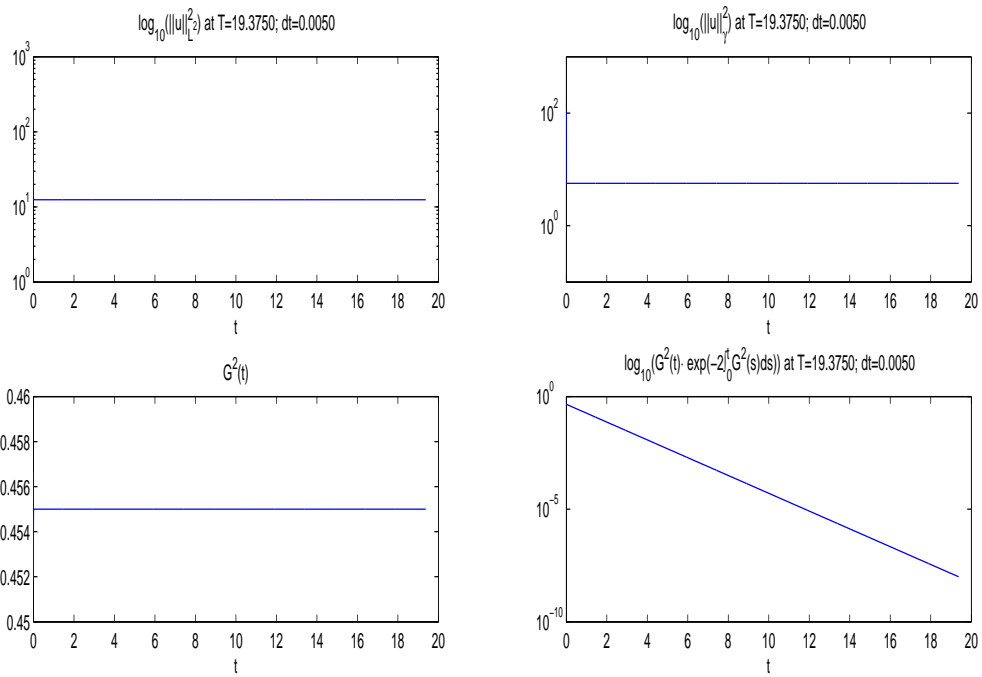 log₁₀(||u||²_L²) at T=19.3750; dt=0.0050
10³
10²
10¹
10⁰
0 2 4 6 8 10 12 14 16 18 20
t
log₁₀(||u||²_γ) at T=19.3750; dt=0.0050
10²
10⁰
0 2 4 6 8 10 12 14 16 18 20
t
G²(t)
0.46
0.458
0.456
0.454
0.452
0.45
0 2 4 6 8 10 12 14 16 18 20
t
log₁₀(G²(t)· exp(−2∫₀ᵗG²(s)ds)) at T=19.3750; dt=0.0050
10⁰
10⁻⁵
10⁻¹⁰
0 2 4 6 8 10 12 14 16 18 20
t